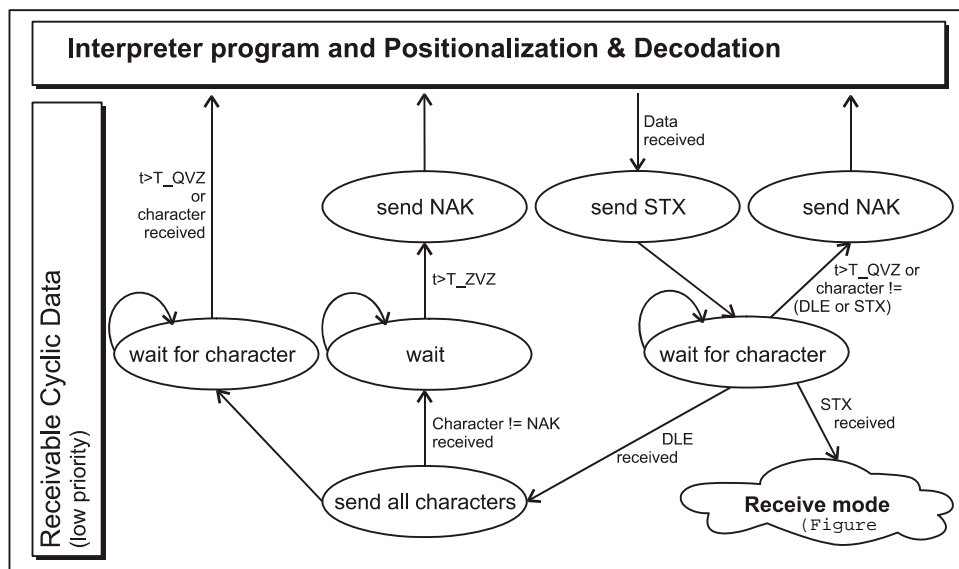 Interpreter program and Positionalization & Decodation
Receivable Cyclic Data
(low priority)
t>T_QVZ
or
character
received
send NAK
t>T_ZVZ
Data
received
send STX
send NAK
t>T_QVZ or
character !=
(DLE or STX)
wait for character
wait
wait for character
Character != NAK
received
DLE
received
STX
received
send all characters
Receive mode
(Figure